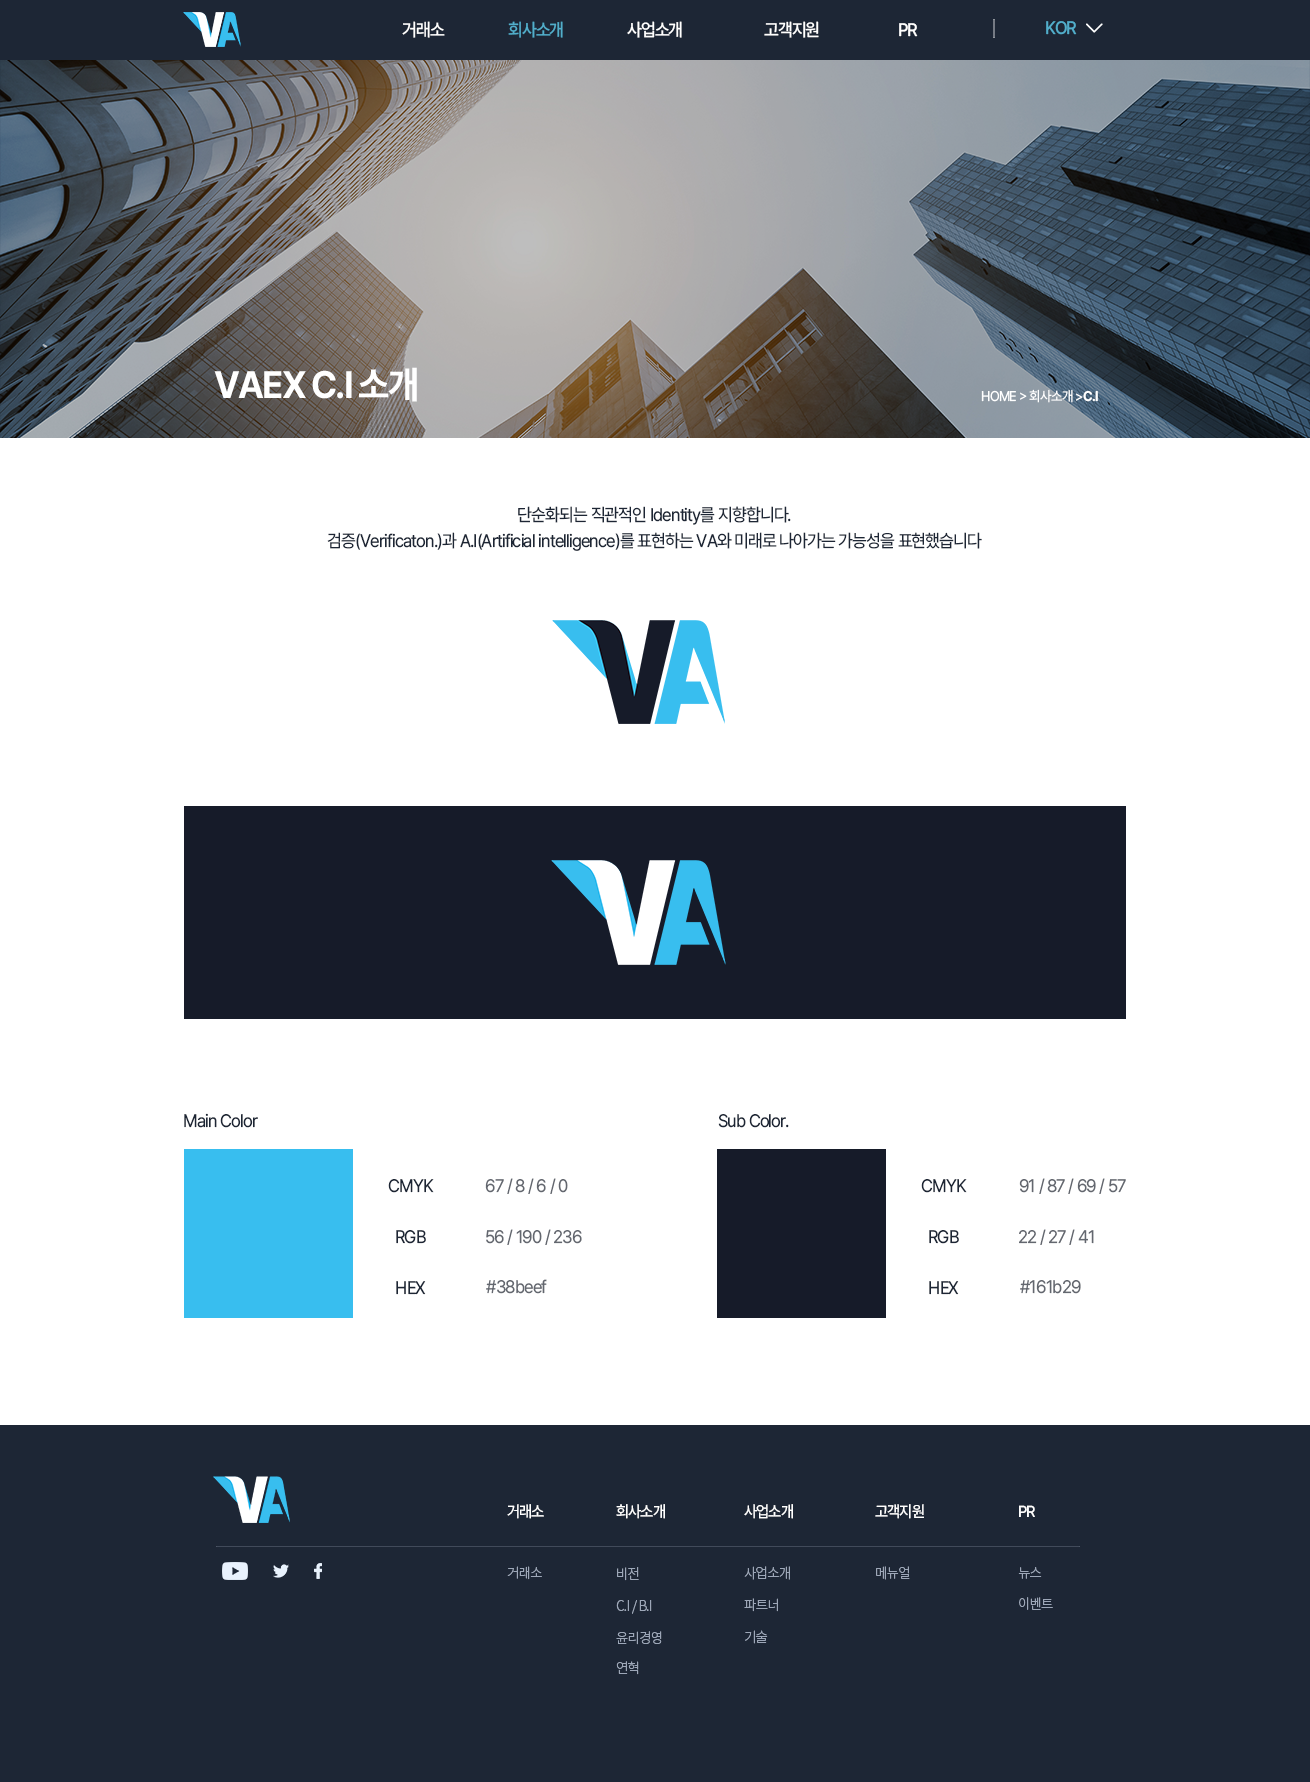 VA
거래소 회사소개 사업소개 고객지원 PR | KOR
VAEX C.I 소개
HOME > 회사소개 >C.I
단순화되는 직관적인 Identity를 지향합니다.
검증(Verificaton.)과 A.I(Artificial intelligence)를 표현하는 VA와 미래로 나아가는 가능성을 표현했습니다
VA
VA
Main Color
CMYK 67 / 8 / 6 / 0
RGB 56 / 190 / 236
HEX #38beef
Sub Color.
CMYK 91 / 87 / 69 / 57
RGB 22 / 27 / 41
HEX #161b29
VA
거래소 회사소개 사업소개 고객지원 PR
거래소 비전 사업소개 메뉴얼 뉴스
C.I / B.I 파트너 이벤트
윤리경영 기술
연혁